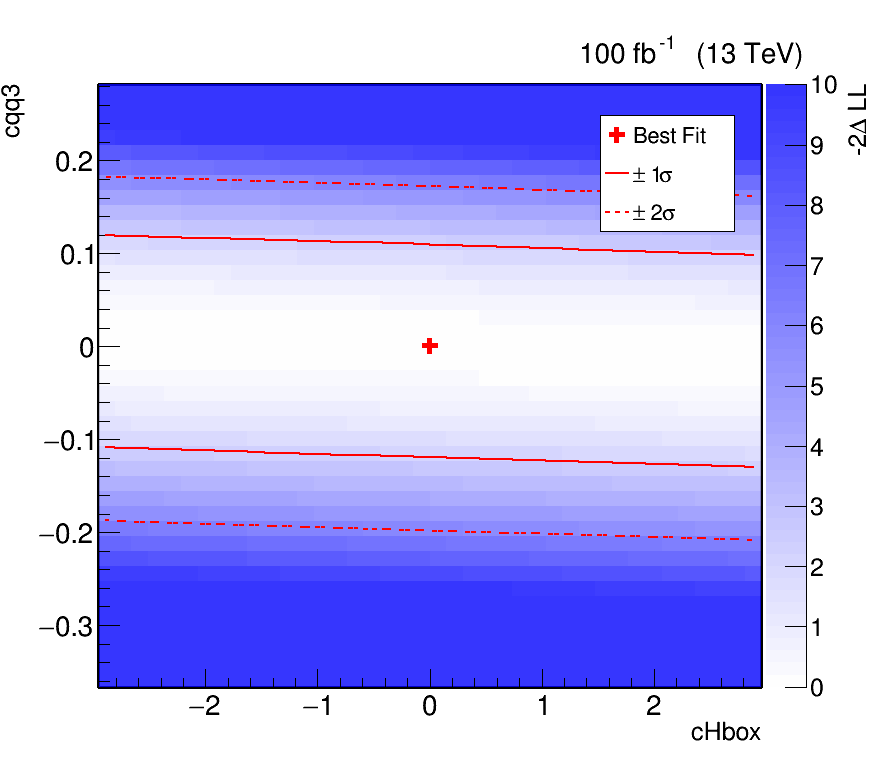 100 fb⁻¹ (13 TeV)
cqq3
-2Δ LL
Best Fit
± 1σ
± 2σ
0.2
0.1
0
−0.1
−0.2
−0.3
10
9
8
7
6
5
4
3
2
1
0
−2 −1 0 1 2
cHbox